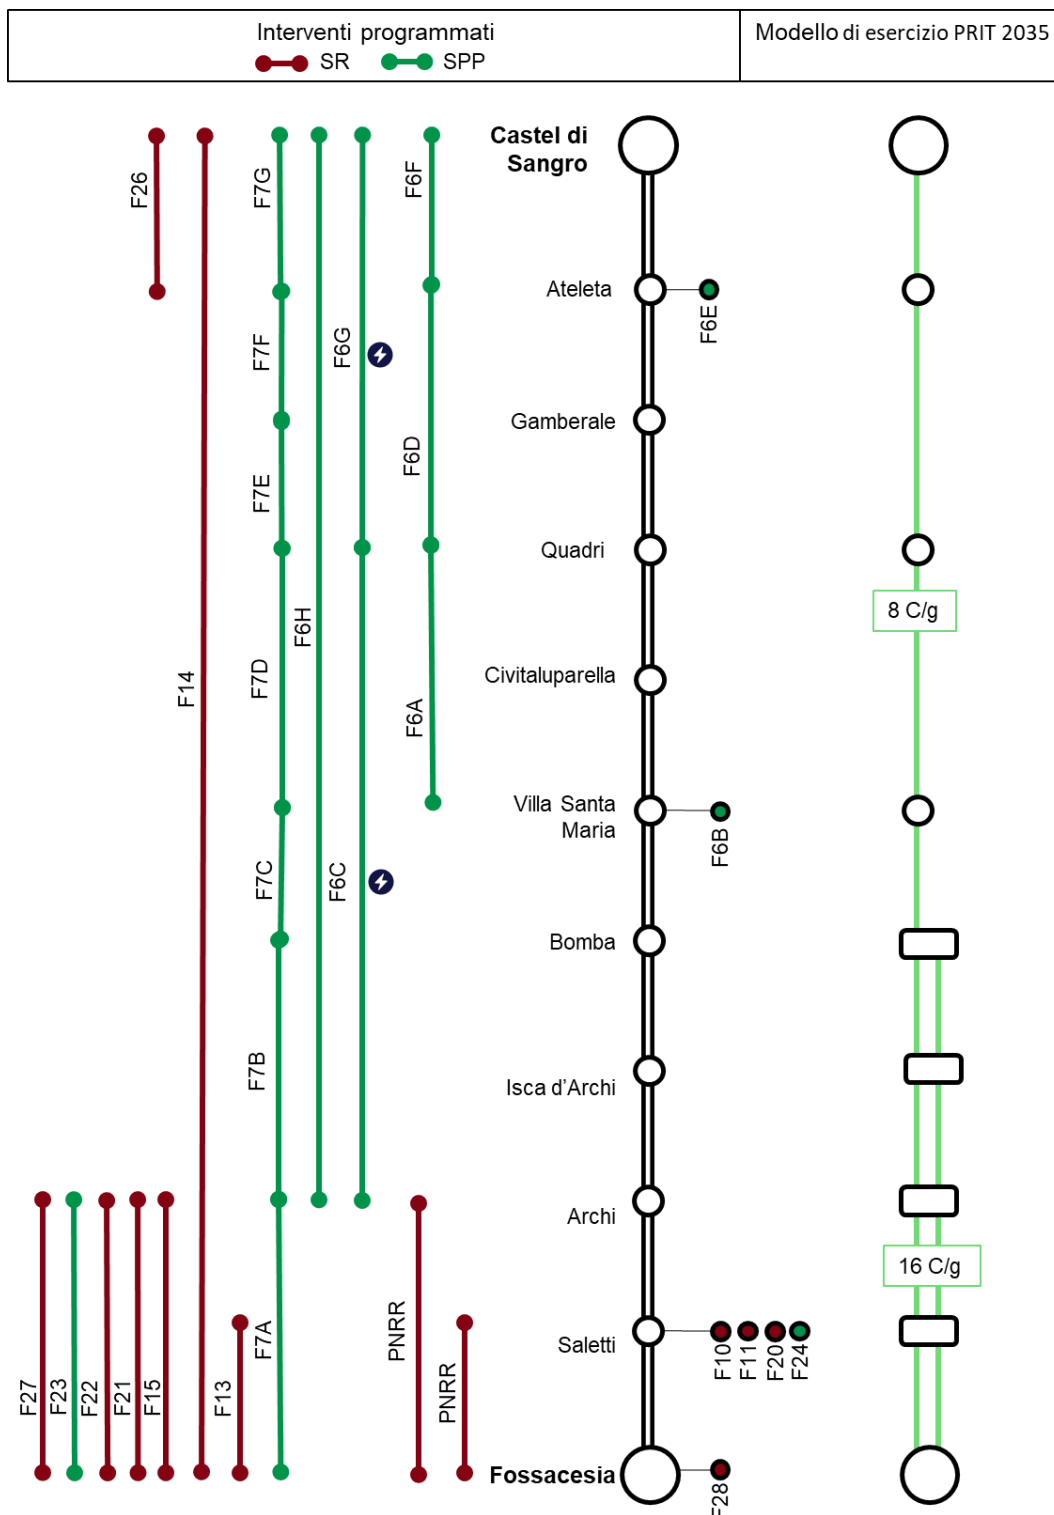 Interventi programmati
SR SPP
Modello di esercizio PRIT 2035
Castel di
Sangro
F26
F7G
F6F
Ateleta
F6E
F7F
F6G
Gamberale
F6D
F7E
Quadri
8 C/g
F6H
F14
F7D
F6A
Civitaluparella
Villa Santa
Maria
F6B
F7C
F6C
Bomba
F7B
Isca d'Archi
Archi
16 C/g
PNRR
F7A
Saletti
F10
F11
F20
F24
F27
F23
F22
F21
F15
F13
PNRR
Fossacesia
F28